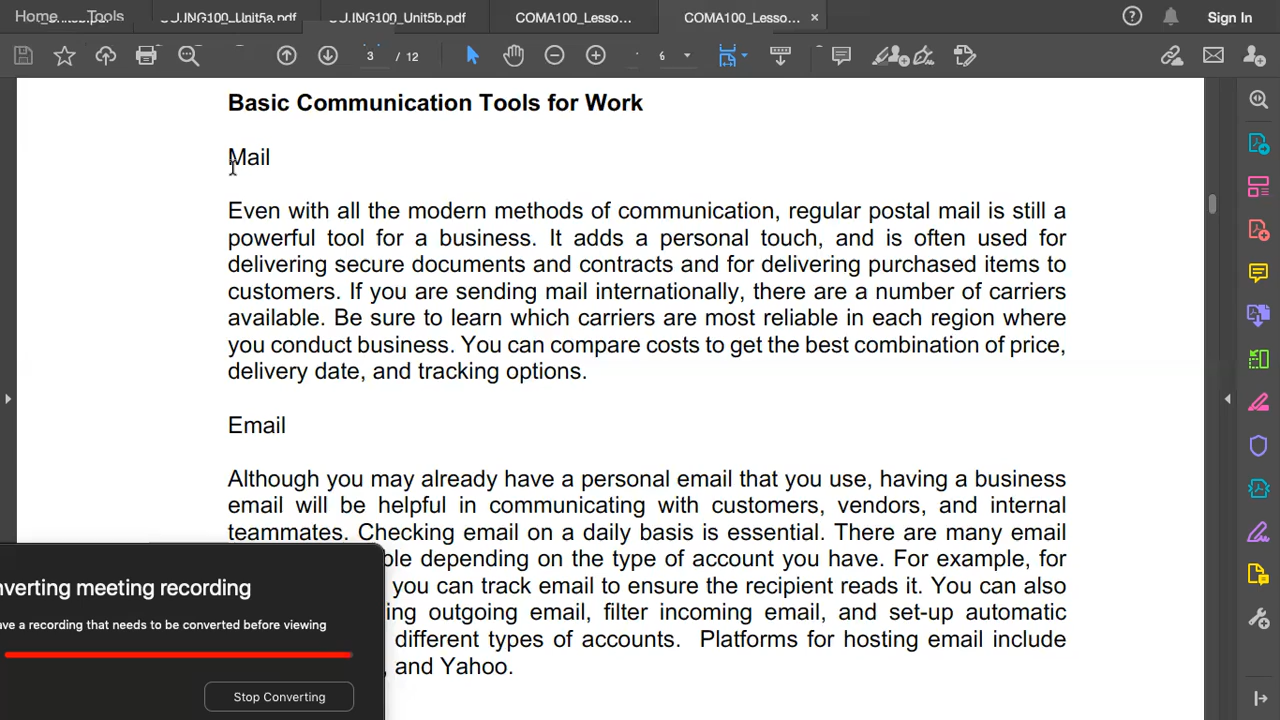 Home Tools OUJNG100_Unit5a.pdf OUJNG100_Unit5b.pdf COMA100_Lesso... COMA100_Lesso... × Sign In
3 / 12 6
Basic Communication Tools for Work
Mail
Even with all the modern methods of communication, regular postal mail is still a
powerful tool for a business. It adds a personal touch, and is often used for
delivering secure documents and contracts and for delivering purchased items to
customers. If you are sending mail internationally, there are a number of carriers
available. Be sure to learn which carriers are most reliable in each region where
you conduct business. You can compare costs to get the best combination of price,
delivery date, and tracking options.
Email
Although you may already have a personal email that you use, having a business
email will be helpful in communicating with customers, vendors, and internal
teammates. Checking email on a daily basis is essential. There are many email
ble depending on the type of account you have. For example, for
you can track email to ensure the recipient reads it. You can also
ing outgoing email, filter incoming email, and set-up automatic
different types of accounts. Platforms for hosting email include
, and Yahoo.
nverting meeting recording
ave a recording that needs to be converted before viewing
Stop Converting